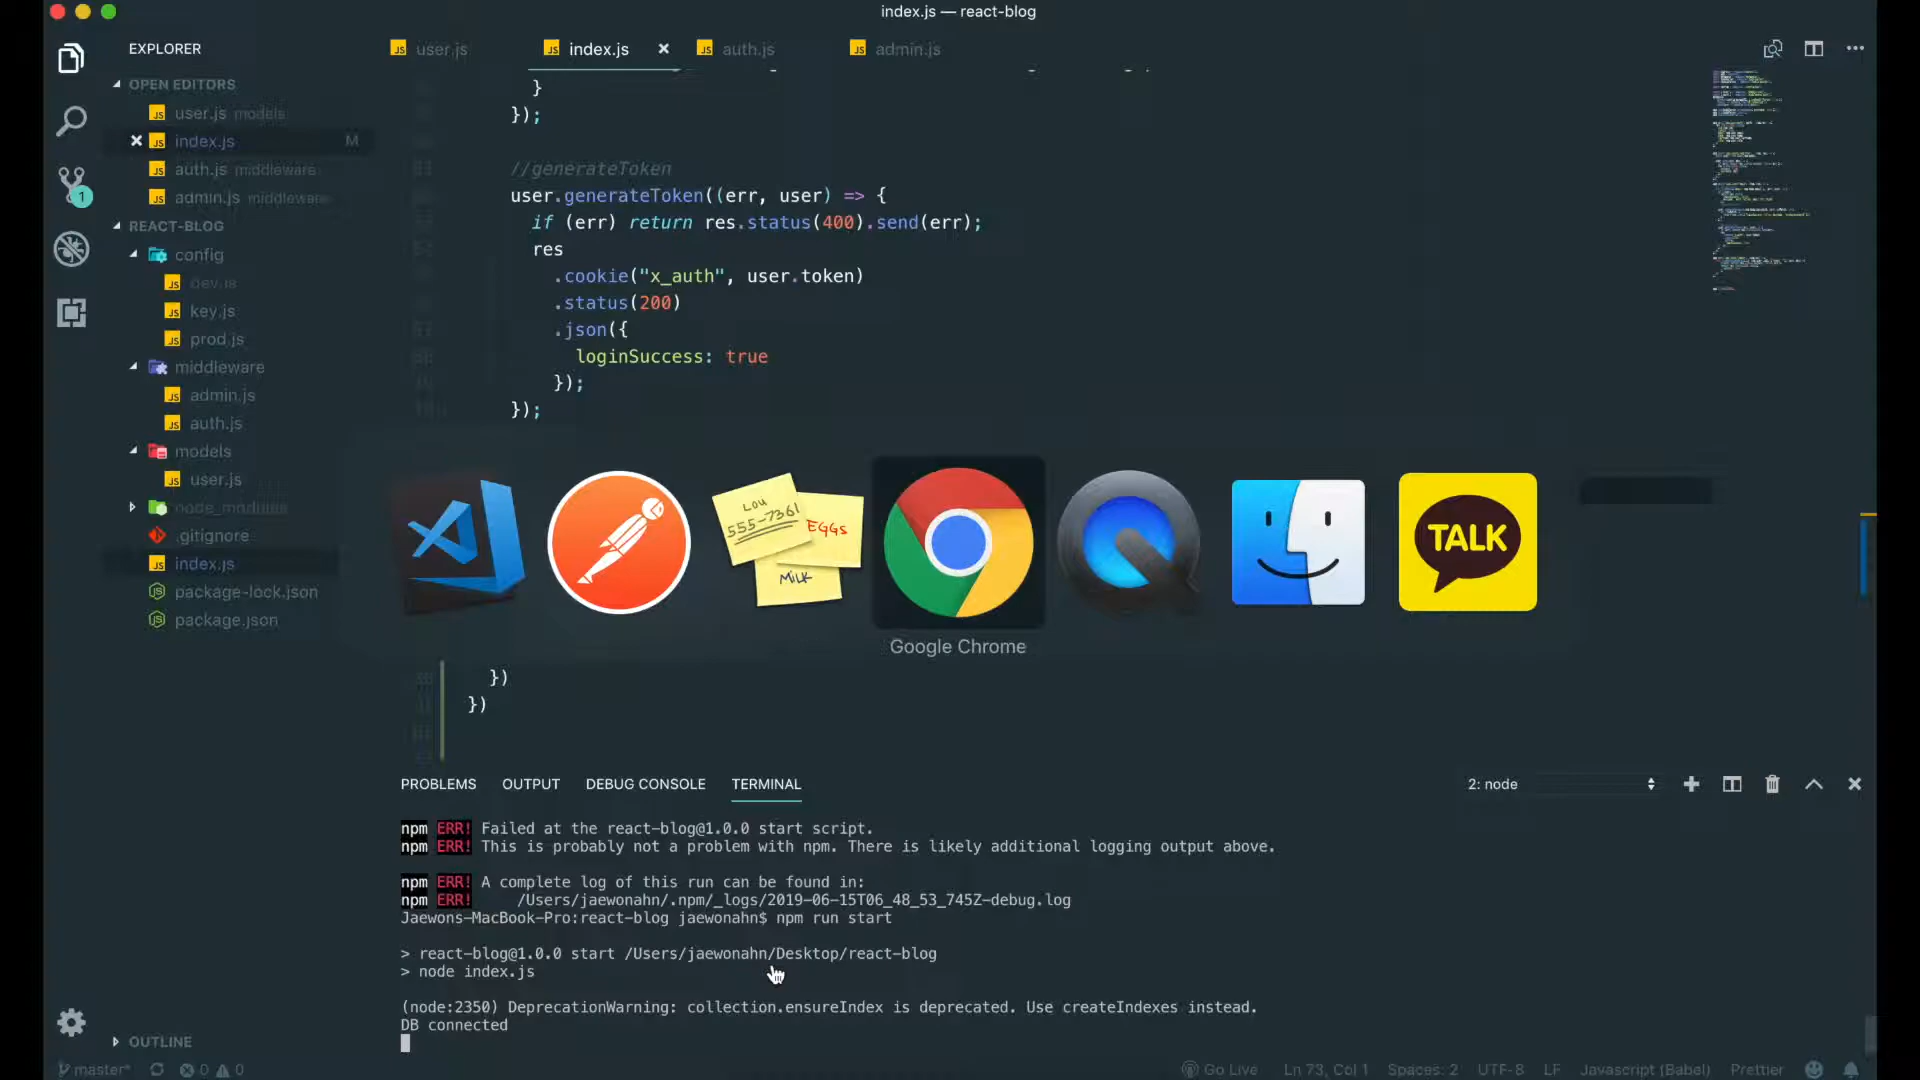 index.js — react-blog
EXPLORER
user.js
index.js
auth.js
admin.js
OPEN EDITORS
user.js models
index.js M
auth.js middleware
admin.js middleware
REACT-BLOG
config
dev.js
key.js
prod.js
middleware
admin.js
auth.js
models
user.js
node_modules
.gitignore
index.js
package-lock.json
package.json
}
});
//generateToken
user.generateToken((err, user) => {
if (err) return res.status(400).send(err);
res
.cookie("x_auth", user.token)
.status(200)
.json({
loginSuccess: true
});
});
LOU
555-7361
EGGS
MILK
TALK
Google Chrome
})
})
PROBLEMS OUTPUT DEBUG CONSOLE TERMINAL 2: node
npm ERR! Failed at the react-blog@1.0.0 start script.
npm ERR! This is probably not a problem with npm. There is likely additional logging output above.
npm ERR! A complete log of this run can be found in:
npm ERR!     /Users/jaewonahn/.npm/_logs/2019-06-15T06_48_53_745Z-debug.log
Jaewons-MacBook-Pro:react-blog jaewonahn$ npm run start
> react-blog@1.0.0 start /Users/jaewonahn/Desktop/react-blog
> node index.js
(node:2350) DeprecationWarning: collection.ensureIndex is deprecated. Use createIndexes instead.
DB connected
1
OUTLINE
master* 0 0 Go Live Ln 73, Col 1 Spaces: 2 UTF-8 LF Javascript (Babel) Prettier